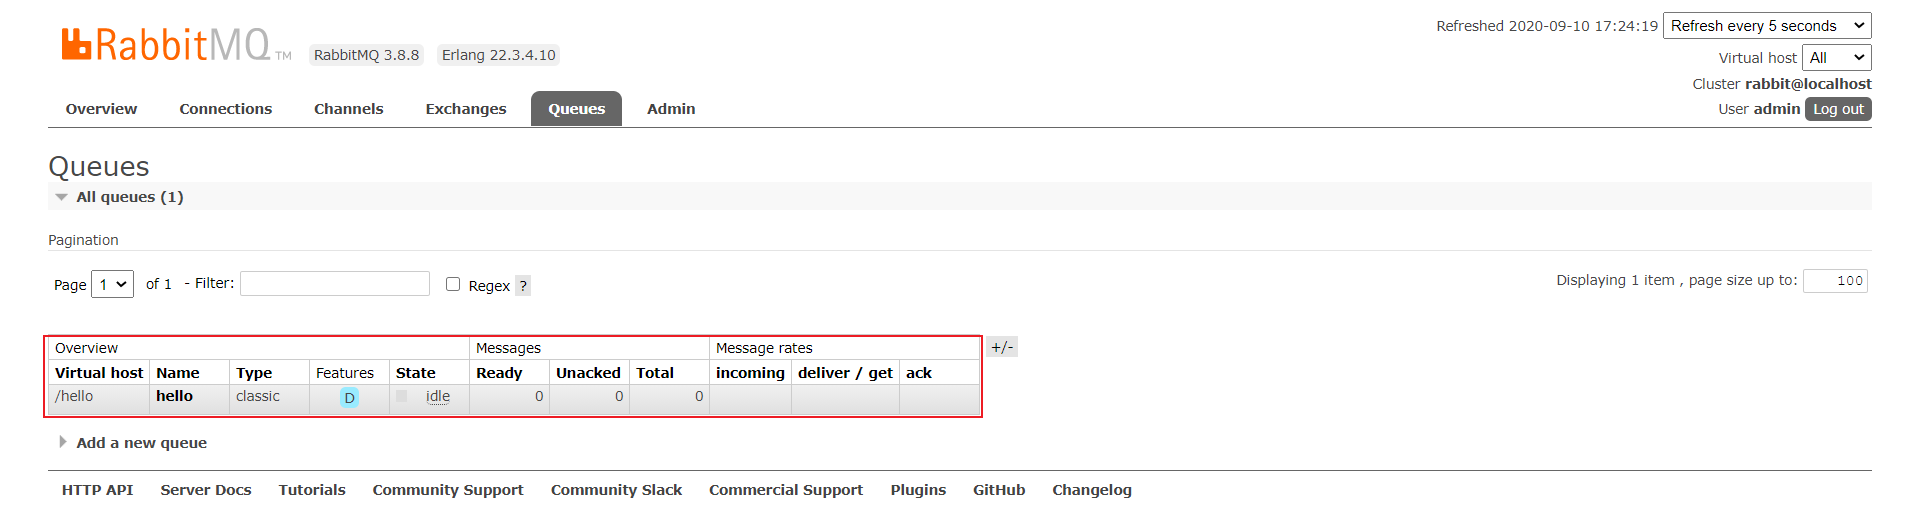 Refreshed 2020-09-10 17:24:19 Refresh every 5 seconds
RabbitMQ TM RabbitMQ 3.8.8 Erlang 22.3.4.10
Virtual host All
Cluster rabbit@localhost
User admin Log out
Overview Connections Channels Exchanges Queues Admin
Queues
All queues (1)
Pagination
Page 1 of 1 - Filter: Regex ? Displaying 1 item , page size up to: 100
Overview Messages Message rates +/-
Virtual host Name Type Features State Ready Unacked Total incoming deliver / get ack
/hello hello classic D idle 0 0 0
Add a new queue
HTTP API Server Docs Tutorials Community Support Community Slack Commercial Support Plugins GitHub Changelog